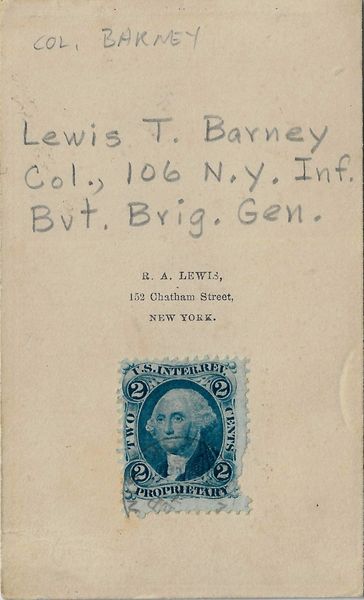 COL. BARNEY
Lewis T. Barney
Col., 106 N.Y. Inf.
Bvt. Brig. Gen.
R. A. LEWIS,
152 Chatham Street,
NEW YORK.
U.S. INTER. REV.
2 2
TWO CENTS
2 2
PROPRIETARY